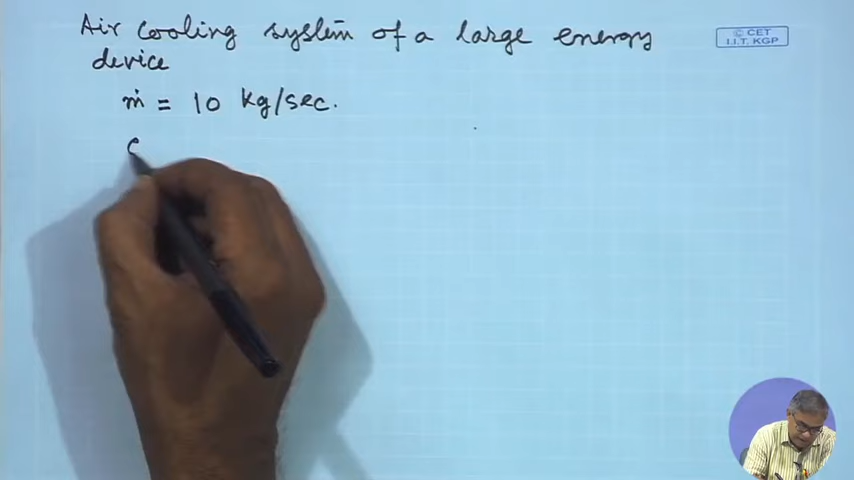 Air cooling system of a large energy
device
ṁ = 10 kg/sec.
© CET
I.I.T. KGP